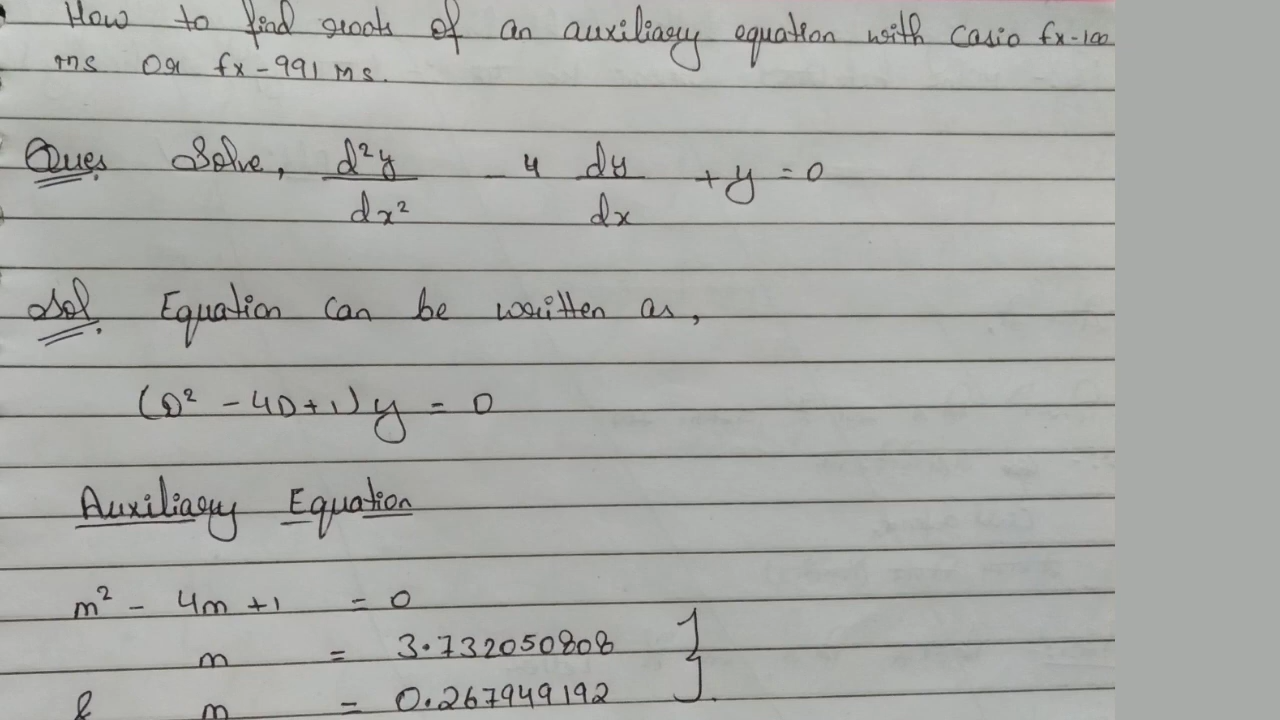 How to find roots of an auxiliary equation with Casio fx-100
ms or fx-991 ms.
Ques Solve, d²y/dx² - 4 dy/dx + y = 0
Sol. Equation can be written as,
(D² - 4D + 1) y = 0
Auxiliary Equation
m² - 4m + 1 = 0
m = 3.732050808
& m = 0.267949192